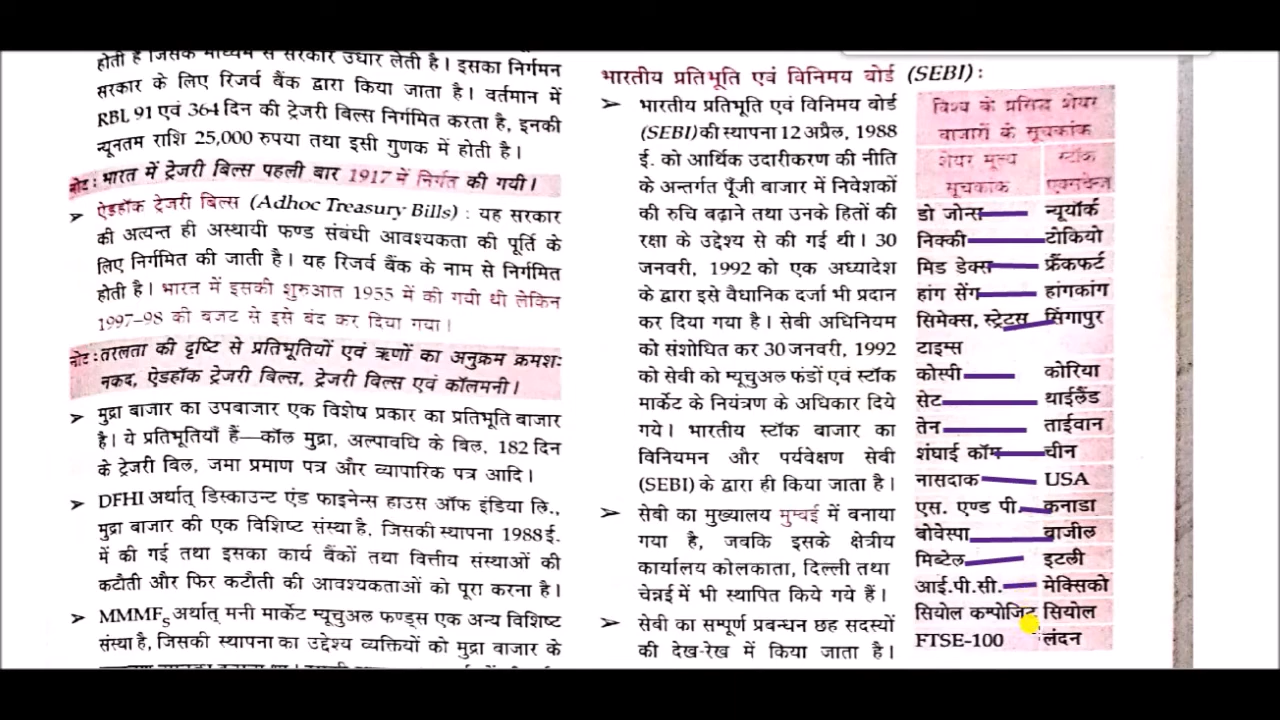 होती है जिसके माध्यम से सरकार उधार लेती है। इसका निर्गमन
सरकार के लिए रिजर्व बैंक द्वारा किया जाता है। वर्तमान में
RBL 91 एवं 364 दिन की ट्रेजरी बिल्स निर्गमित करता है, इनकी
न्यूनतम राशि 25,000 रुपया तथा इसी गुणक में होती है।
नोट : भारत में ट्रेजरी बिल्स पहली बार 1917 में निर्गत की गयी।
➢ ऐडहॉक ट्रेजरी बिल्स (Adhoc Treasury Bills) : यह सरकार
की अत्यन्त ही अस्थायी फण्ड संबंधी आवश्यकता की पूर्ति के
लिए निर्गमित की जाती है। यह रिजर्व बैंक के नाम से निर्गमित
होती है। भारत में इसकी शुरुआत 1955 में की गयी थी लेकिन
1997–98 की बजट से इसे बंद कर दिया गया।
नोट : तरलता की दृष्टि से प्रतिभूतियों एवं ऋणों का अनुक्रम क्रमशः
नकद, ऐडहॉक ट्रेजरी बिल्स, ट्रेजरी बिल्स एवं कॉलमनी।
➢ मुद्रा बाजार का उपबाजार एक विशेष प्रकार का प्रतिभूति बाजार
है। ये प्रतिभूतियाँ हैं—कॉल मुद्रा, अल्पावधि के बिल, 182 दिन
के ट्रेजरी बिल, जमा प्रमाण पत्र और व्यापारिक पत्र आदि।
➢ DFHI अर्थात् डिस्काउन्ट एंड फाइनेन्स हाउस ऑफ इंडिया लि.,
मुद्रा बाजार की एक विशिष्ट संस्था है, जिसकी स्थापना 1988 ई.
में की गई तथा इसका कार्य बैंकों तथा वित्तीय संस्थाओं की
कटौती और फिर कटौती की आवश्यकताओं को पूरा करना है।
➢ MMMFs अर्थात् मनी मार्केट म्यूचुअल फण्ड्स एक अन्य विशिष्ट
संस्था है, जिसकी स्थापना का उद्देश्य व्यक्तियों को मुद्रा बाजार के
भारतीय प्रतिभूति एवं विनिमय बोर्ड (SEBI) :
➢ भारतीय प्रतिभूति एवं विनिमय बोर्ड
(SEBI) की स्थापना 12 अप्रैल, 1988
ई. को आर्थिक उदारीकरण की नीति
के अन्तर्गत पूँजी बाजार में निवेशकों
की रुचि बढ़ाने तथा उनके हितों की
रक्षा के उद्देश्य से की गई थी। 30
जनवरी, 1992 को एक अध्यादेश
के द्वारा इसे वैधानिक दर्जा भी प्रदान
कर दिया गया है। सेबी अधिनियम
को संशोधित कर 30 जनवरी, 1992
को सेबी को म्यूचुअल फंडों एवं स्टॉक
मार्केट के नियंत्रण के अधिकार दिये
गये। भारतीय स्टॉक बाजार का
विनियमन और पर्यवेक्षण सेबी
(SEBI) के द्वारा ही किया जाता है।
➢ सेबी का मुख्यालय मुम्बई में बनाया
गया है, जबकि इसके क्षेत्रीय
कार्यालय कोलकाता, दिल्ली तथा
चेन्नई में भी स्थापित किये गये हैं।
➢ सेबी का सम्पूर्ण प्रबन्धन छह सदस्यों
की देख-रेख में किया जाता है।
विश्व के प्रसिद्ध शेयर
बाजारों के सूचकांक
शेयर मूल्य स्टॉक
सूचकांक एक्सचेन्ज
डो जोन्स न्यूयॉर्क
निक्की टोकियो
मिड डेक्स फ्रैंकफर्ट
हांग सेंग हांगकांग
सिमेक्स, स्ट्रेटस सिंगापुर
टाइम्स
कोस्पी कोरिया
सेट थाईलैंड
तेन ताईवान
शंघाई कॉम चीन
नासदाक USA
एस. एण्ड पी. कनाडा
बोवेस्पा ब्राजील
मिब्टेल इटली
आई.पी.सी. मेक्सिको
सियोल कम्पोजिट सियोल
FTSE-100 लंदन